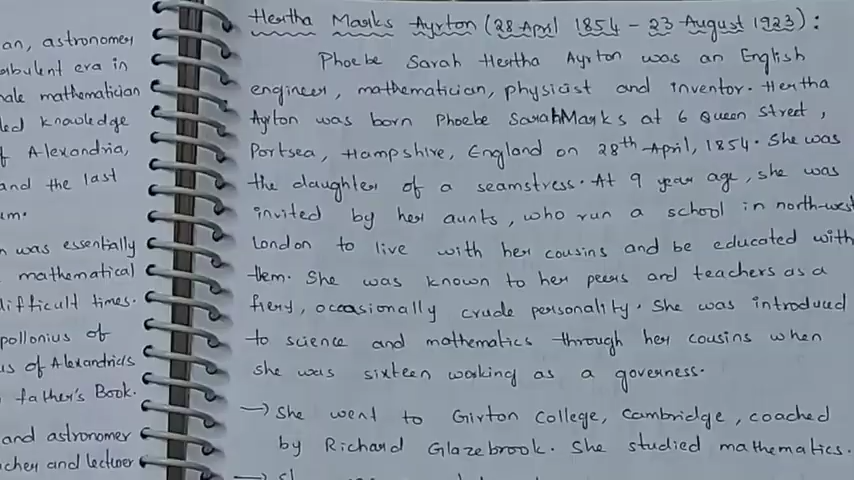 an, astronomer
rbulent era in
male mathematician
ded knowledge
f Alexandria,
and the last
um.
n was essentially
mathematical
difficult times.
pollonius of
us of Alexandria's
father's Book.
and astronomer
acher and lecturer
Hertha Marks Ayrton (28 April 1854 - 23 August 1923) :
Phoebe Sarah Hertha Ayrton was an English
engineer, mathematician, physicist and inventor. Hertha
Ayrton was born Phoebe Sarah Marks at 6 Queen Street,
Portsea, Hampshire, England on 28th April, 1854. She was
the daughter of a seamstress. At 9 year age, she was
invited by her aunts, who run a school in north-west
London to live with her cousins and be educated with
them. She was known to her peers and teachers as a
fiery, occasionally crude personality. She was introduced
to science and mathematics through her cousins when
she was sixteen working as a governess.
→ She went to Girton College, Cambridge, coached
by Richard Glazebrook. She studied mathematics.
→